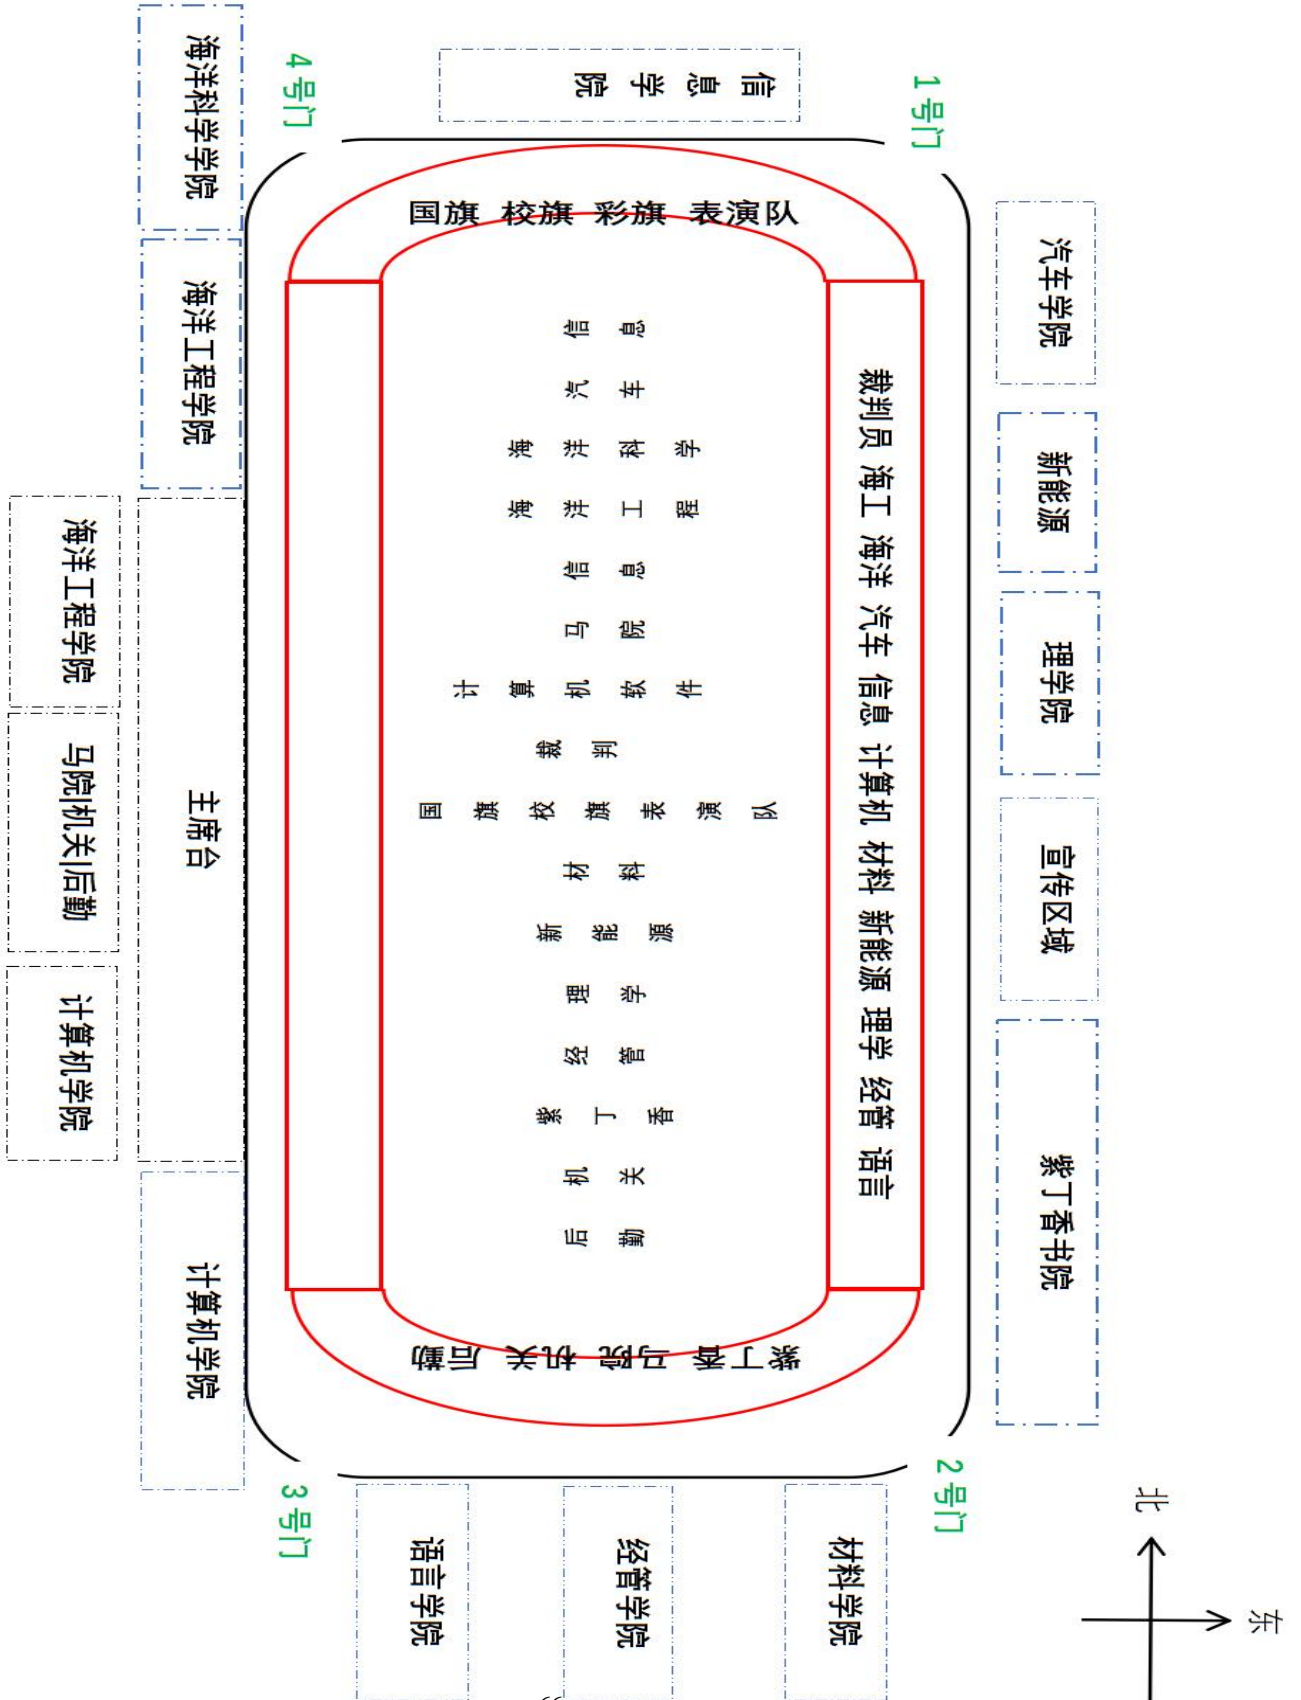 海洋科学学院
4号门
信息学院
1号门
海洋工程学院
国旗 校旗 彩旗 表演队
汽车学院
信息
汽车
海洋科学
海洋工程
信息
马院
计算机软件
裁判
国旗校旗表演队
材料
新能源
理学
经管
紫丁香
机关
后勤
裁判员 海工 海洋 汽车 信息 计算机 材料 新能源 理学 经管 语言
新能源
理学院
宣传区域
紫丁香书院
海洋工程学院
马院|机关|后勤
计算机学院
主席台
计算机学院
紫丁香 马院 机关 后勤
3号门
2号门
语言学院
经管学院
材料学院
北
东